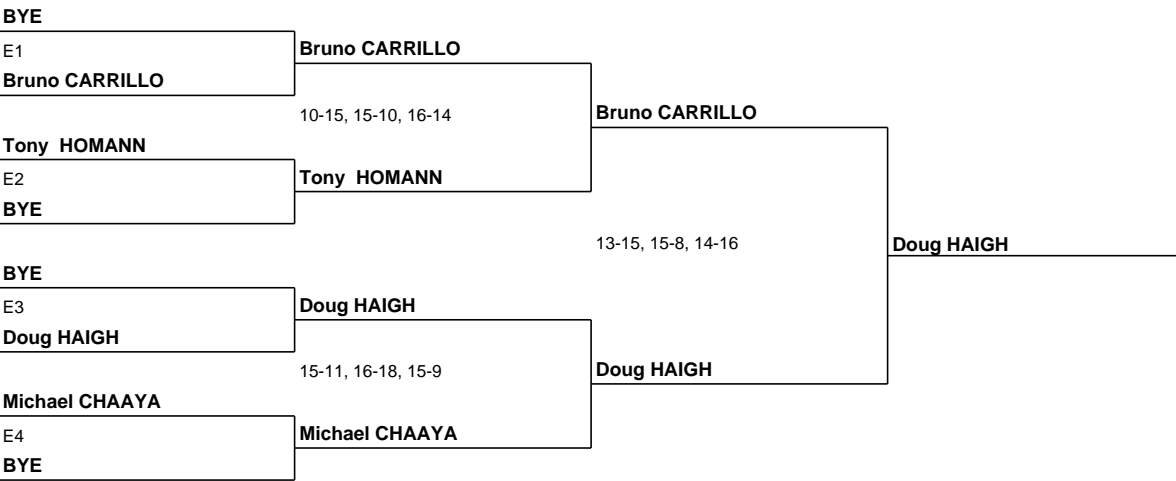 BYE
E1
Bruno CARRILLO
Bruno CARRILLO
10-15, 15-10, 16-14
Bruno CARRILLO
Tony  HOMANN
E2
Tony  HOMANN
BYE
13-15, 15-8, 14-16
Doug HAIGH
BYE
E3
Doug HAIGH
Doug HAIGH
15-11, 16-18, 15-9
Doug HAIGH
Michael CHAAYA
E4
Michael CHAAYA
BYE